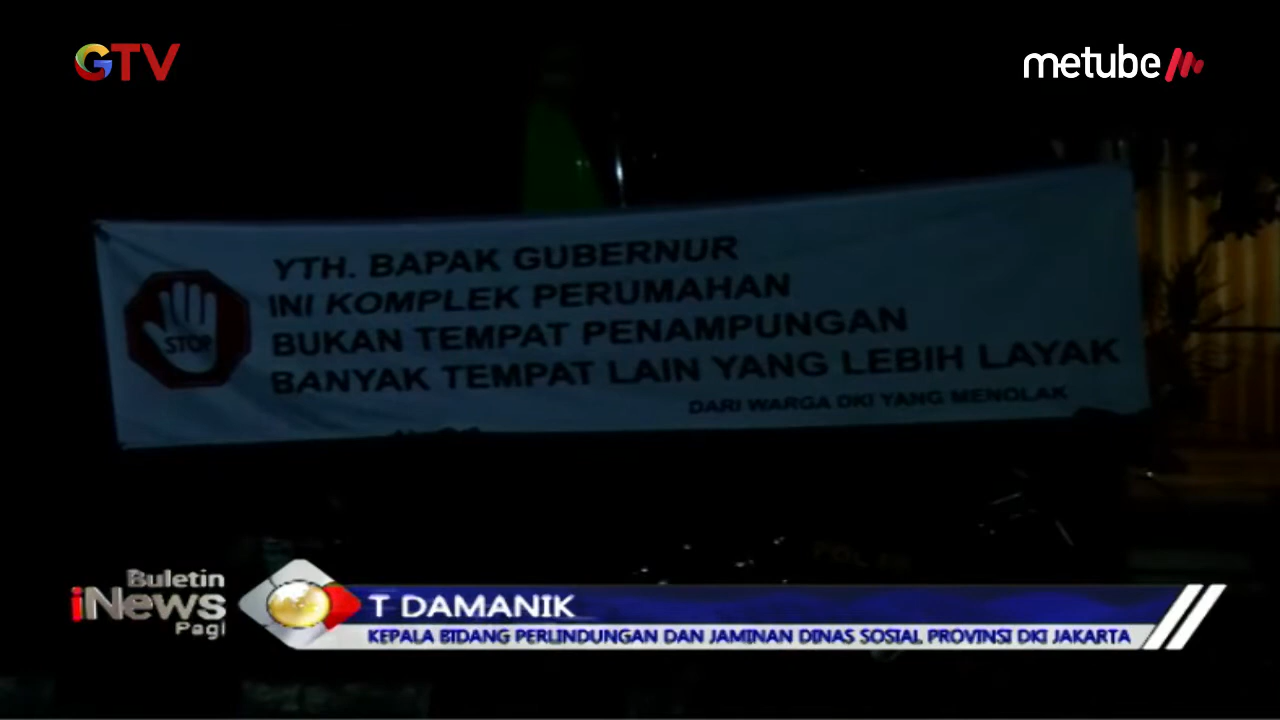 GTV
metube
YTH. BAPAK GUBERNUR
INI KOMPLEK PERUMAHAN
BUKAN TEMPAT PENAMPUNGAN
BANYAK TEMPAT LAIN YANG LEBIH LAYAK
DARI WARGA DKI YANG MENOLAK
STOP
Buletin
iNews
Pagi
T DAMANIK
KEPALA BIDANG PERLINDUNGAN DAN JAMINAN DINAS SOSIAL PROVINSI DKI JAKARTA